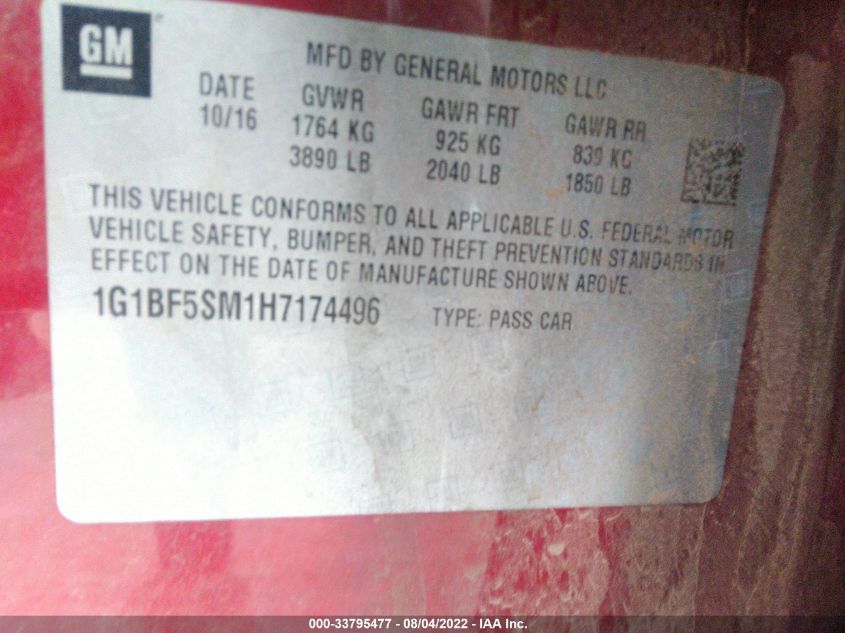 GM
MFD BY GENERAL MOTORS LLC
DATE GVWR GAWR FRT GAWR RR
10/16 1764 KG 925 KG 839 KG
3890 LB 2040 LB 1850 LB
THIS VEHICLE CONFORMS TO ALL APPLICABLE U.S. FEDERAL MOTOR
VEHICLE SAFETY, BUMPER, AND THEFT PREVENTION STANDARDS IN
EFFECT ON THE DATE OF MANUFACTURE SHOWN ABOVE.
1G1BF5SM1H7174496 TYPE: PASS CAR
000-33795477 - 08/04/2022 - IAA Inc.